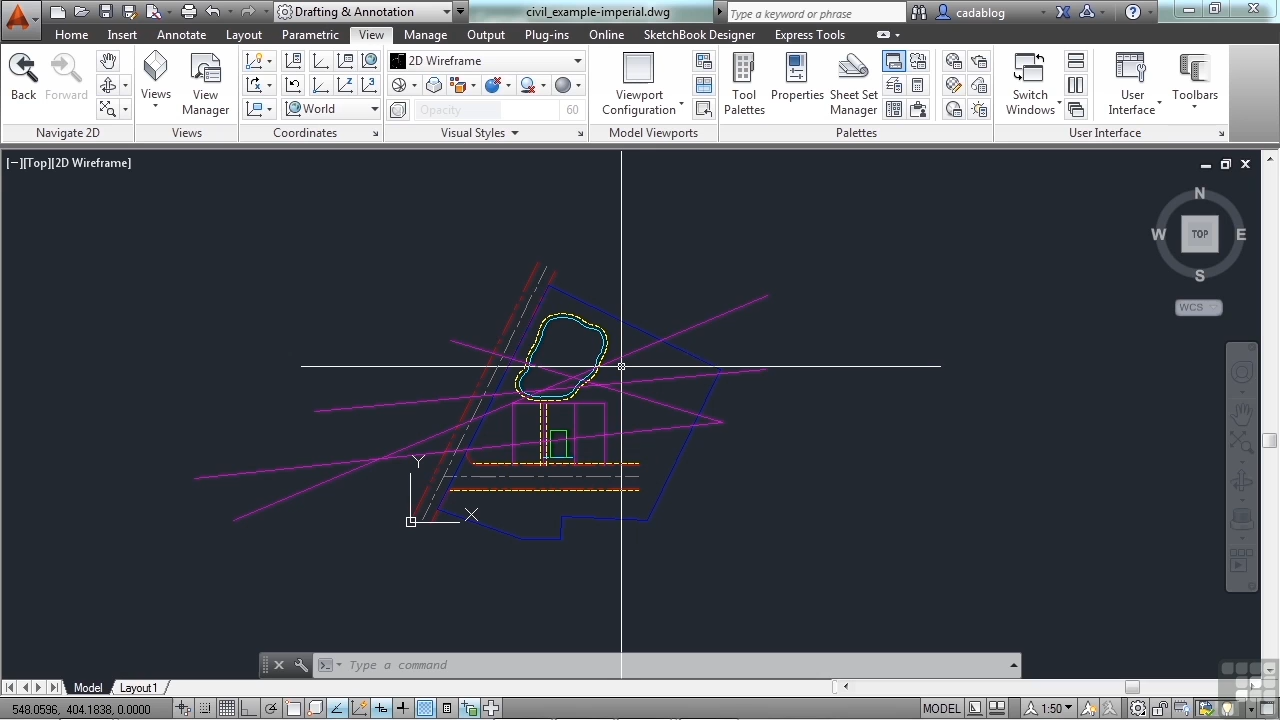 Drafting & Annotation civil_example-imperial.dwg Type a keyword or phrase cadablog
Home Insert Annotate Layout Parametric View Manage Output Plug-ins Online SketchBook Designer Express Tools
Back Forward
Views View Manager
World
2D Wireframe
Opacity 60
Viewport Configuration
Tool Palettes Properties Sheet Set Manager
Switch Windows User Interface Toolbars
Navigate 2D Views Coordinates Visual Styles Model Viewports Palettes User Interface
[−][Top][2D Wireframe]
N
W TOP E
S
WCS
Y
X
Type a command
Model Layout1
548.0596, 404.1838, 0.0000 MODEL 1:50